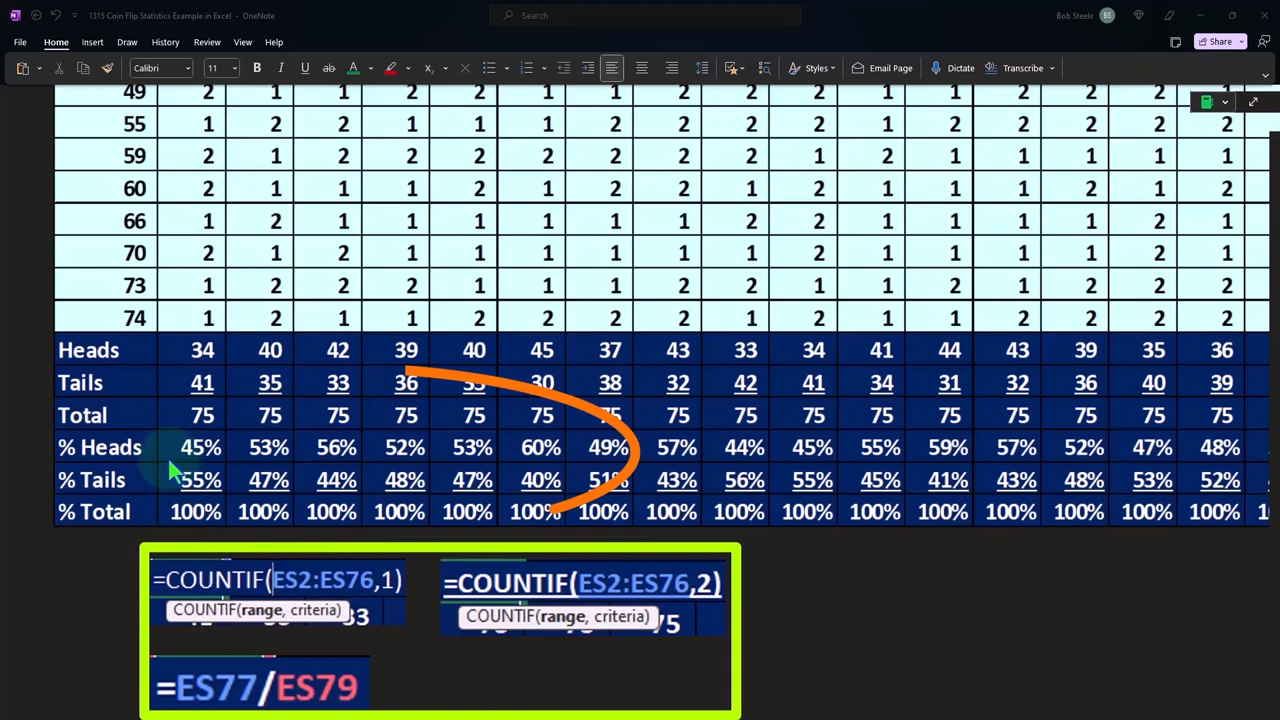 1315 Coin Flip Statistics Example in Excel - OneNote
Search
Bob Steele BS
File Home Insert Draw History Review View Help
Share
Calibri 11 B I U ab A Styles Email Page Dictate Transcribe
49 2 1 1 2 2 1 1 2 2 1 1 2 2 2 1
55 1 2 2 1 1 1 2 2 2 1 2 2 2 2 2
59 2 1 2 2 2 2 2 2 1 2 1 1 1 1 1
60 2 1 1 1 2 1 2 2 1 2 1 1 2 1 2
66 1 2 1 1 1 1 1 1 2 1 1 1 1 2 1
70 2 1 2 1 1 1 1 1 1 2 1 1 1 2 1
73 1 2 2 2 1 1 2 2 1 1 2 1 2 1 1
74 1 2 1 1 2 2 2 2 1 2 1 1 2 2 2 2
Heads 34 40 42 39 40 45 37 43 33 34 41 44 43 39 35 36
Tails 41 35 33 36 35 30 38 32 42 41 34 31 32 36 40 39
Total 75 75 75 75 75 75 75 75 75 75 75 75 75 75 75 75
% Heads 45% 53% 56% 52% 53% 60% 49% 57% 44% 45% 55% 59% 57% 52% 47% 48%
% Tails 55% 47% 44% 48% 47% 40% 51% 43% 56% 55% 45% 41% 43% 48% 53% 52%
% Total 100% 100% 100% 100% 100% 100% 100% 100% 100% 100% 100% 100% 100% 100% 100% 100%
=COUNTIF(ES2:ES76,1)
COUNTIF(range, criteria)
=COUNTIF(ES2:ES76,2)
COUNTIF(range, criteria)
=ES77/ES79